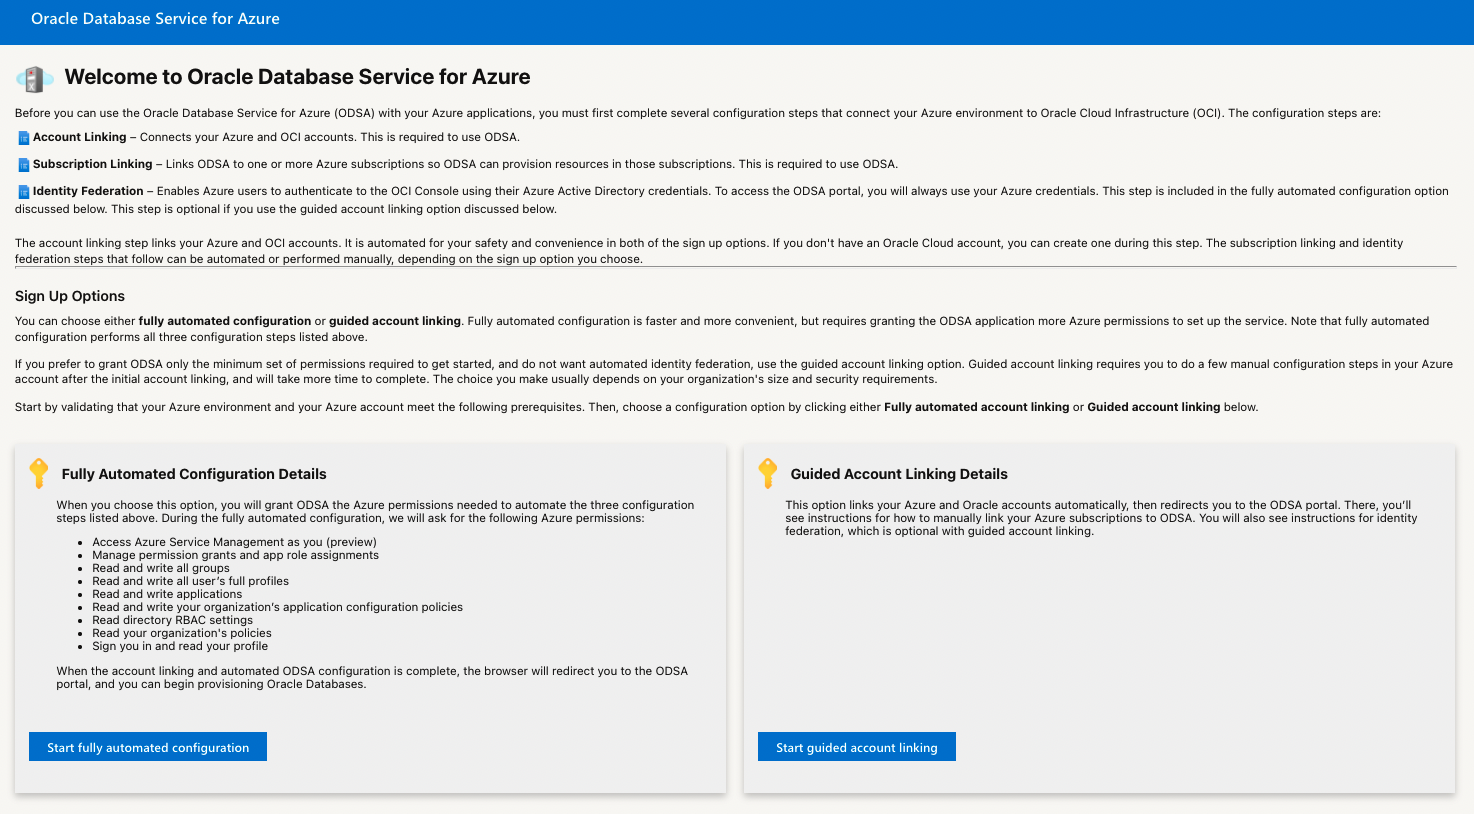 Oracle Database Service for Azure
Welcome to Oracle Database Service for Azure
Before you can use the Oracle Database Service for Azure (ODSA) with your Azure applications, you must first complete several configuration steps that connect your Azure environment to Oracle Cloud Infrastructure (OCI). The configuration steps are:
Account Linking – Connects your Azure and OCI accounts. This is required to use ODSA.
Subscription Linking – Links ODSA to one or more Azure subscriptions so ODSA can provision resources in those subscriptions. This is required to use ODSA.
Identity Federation – Enables Azure users to authenticate to the OCI Console using their Azure Active Directory credentials. To access the ODSA portal, you will always use your Azure credentials. This step is included in the fully automated configuration option
discussed below. This step is optional if you use the guided account linking option discussed below.
The account linking step links your Azure and OCI accounts. It is automated for your safety and convenience in both of the sign up options. If you don't have an Oracle Cloud account, you can create one during this step. The subscription linking and identity
federation steps that follow can be automated or performed manually, depending on the sign up option you choose.
Sign Up Options
You can choose either fully automated configuration or guided account linking. Fully automated configuration is faster and more convenient, but requires granting the ODSA application more Azure permissions to set up the service. Note that fully automated
configuration performs all three configuration steps listed above.
If you prefer to grant ODSA only the minimum set of permissions required to get started, and do not want automated identity federation, use the guided account linking option. Guided account linking requires you to do a few manual configuration steps in your Azure
account after the initial account linking, and will take more time to complete. The choice you make usually depends on your organization's size and security requirements.
Start by validating that your Azure environment and your Azure account meet the following prerequisites. Then, choose a configuration option by clicking either Fully automated account linking or Guided account linking below.
Fully Automated Configuration Details
When you choose this option, you will grant ODSA the Azure permissions needed to automate the three configuration
steps listed above. During the fully automated configuration, we will ask for the following Azure permissions:
• Access Azure Service Management as you (preview)
• Manage permission grants and app role assignments
• Read and write all groups
• Read and write all user's full profiles
• Read and write applications
• Read and write your organization's application configuration policies
• Read directory RBAC settings
• Read your organization's policies
• Sign you in and read your profile
When the account linking and automated ODSA configuration is complete, the browser will redirect you to the ODSA
portal, and you can begin provisioning Oracle Databases.
Start fully automated configuration
Guided Account Linking Details
This option links your Azure and Oracle accounts automatically, then redirects you to the ODSA portal. There, you'll
see instructions for how to manually link your Azure subscriptions to ODSA. You will also see instructions for identity
federation, which is optional with guided account linking.
Start guided account linking